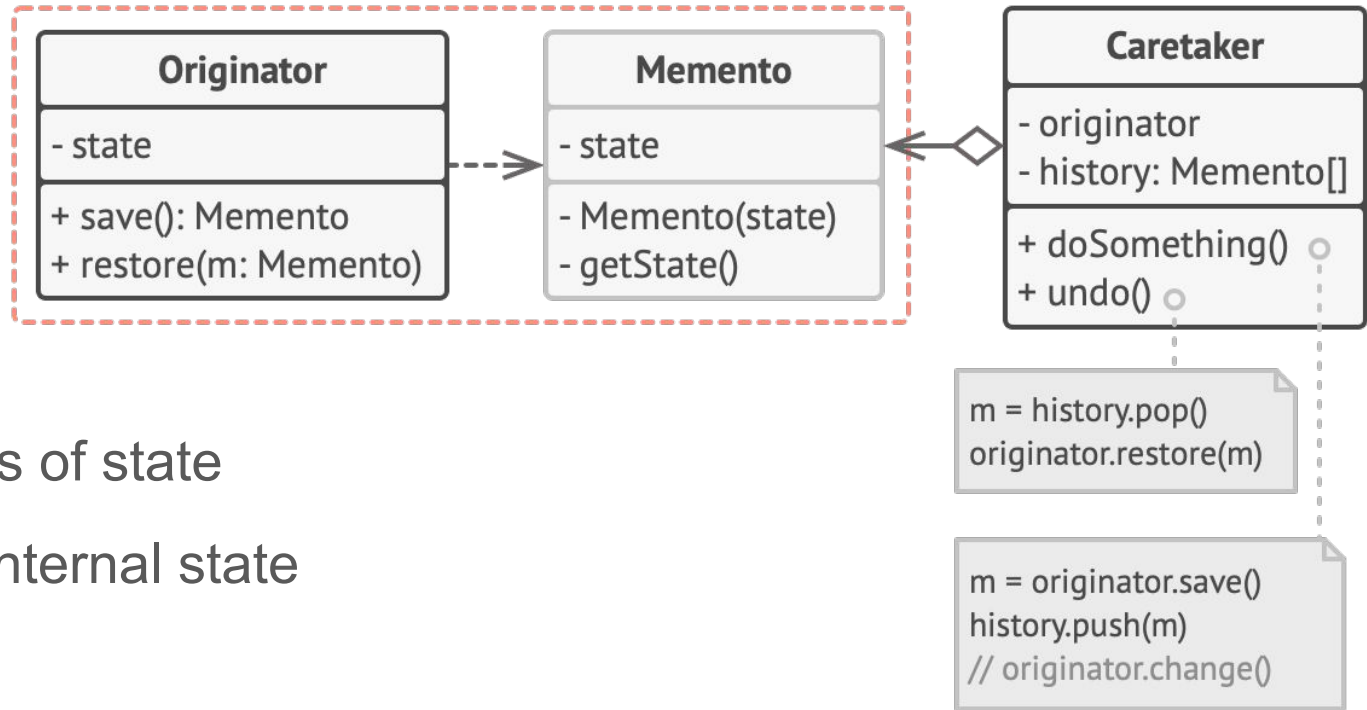 Originator
- state
+ save(): Memento
+ restore(m: Memento)
Memento
- state
- Memento(state)
- getState()
Caretaker
- originator
- history: Memento[]
+ doSomething()
+ undo()
m = history.pop()
originator.restore(m)
m = originator.save()
history.push(m)
// originator.change()
of state
internal state